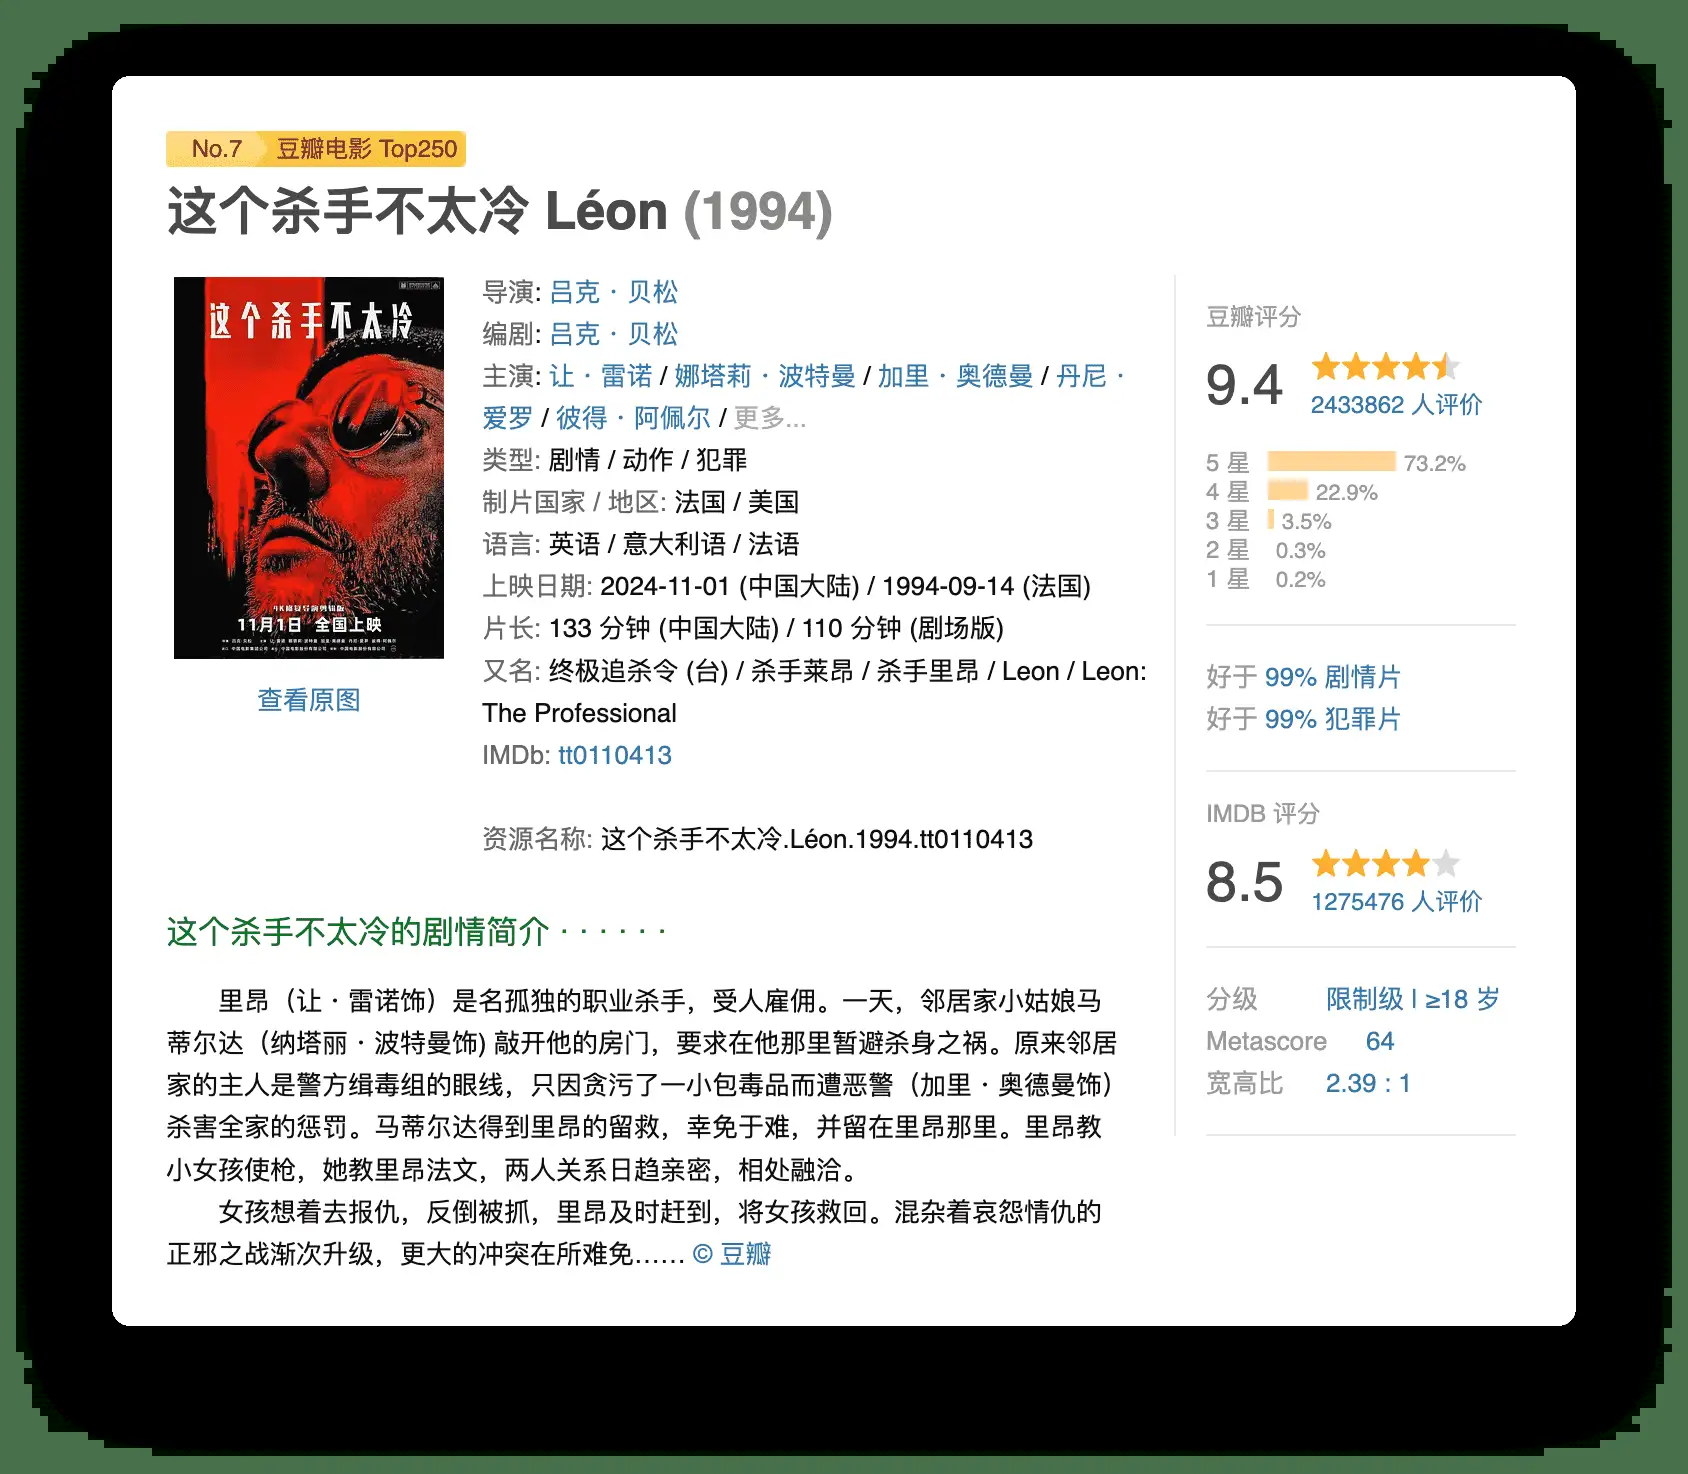 No.7 豆瓣电影 Top250
这个杀手不太冷 Léon (1994)
这个杀手不太冷
4K修复导演剪辑版
11月1日 全国上映
查看原图
导演: 吕克 · 贝松
编剧: 吕克 · 贝松
主演: 让 · 雷诺 / 娜塔莉 · 波特曼 / 加里 · 奥德曼 / 丹尼 ·
爱罗 / 彼得 · 阿佩尔 / 更多...
类型: 剧情 / 动作 / 犯罪
制片国家 / 地区: 法国 / 美国
语言: 英语 / 意大利语 / 法语
上映日期: 2024-11-01 (中国大陆) / 1994-09-14 (法国)
片长: 133 分钟 (中国大陆) / 110 分钟 (剧场版)
又名: 终极追杀令 (台) / 杀手莱昂 / 杀手里昂 / Leon / Leon:
The Professional
IMDb: tt0110413
资源名称: 这个杀手不太冷.Léon.1994.tt0110413
豆瓣评分
9.4
2433862 人评价
5 星 73.2%
4 星 22.9%
3 星 3.5%
2 星 0.3%
1 星 0.2%
好于 99% 剧情片
好于 99% 犯罪片
IMDB 评分
8.5
1275476 人评价
分级 限制级 | ≥18 岁
Metascore 64
宽高比 2.39 : 1
这个杀手不太冷的剧情简介 · · · · · ·
里昂（让 · 雷诺饰）是名孤独的职业杀手，受人雇佣。一天，邻居家小姑娘马
蒂尔达（纳塔丽 · 波特曼饰) 敲开他的房门，要求在他那里暂避杀身之祸。原来邻居
家的主人是警方缉毒组的眼线，只因贪污了一小包毒品而遭恶警（加里 · 奥德曼饰）
杀害全家的惩罚。马蒂尔达得到里昂的留救，幸免于难，并留在里昂那里。里昂教
小女孩使枪，她教里昂法文，两人关系日趋亲密，相处融洽。
女孩想着去报仇，反倒被抓，里昂及时赶到，将女孩救回。混杂着哀怨情仇的
正邪之战渐次升级，更大的冲突在所难免…… © 豆瓣